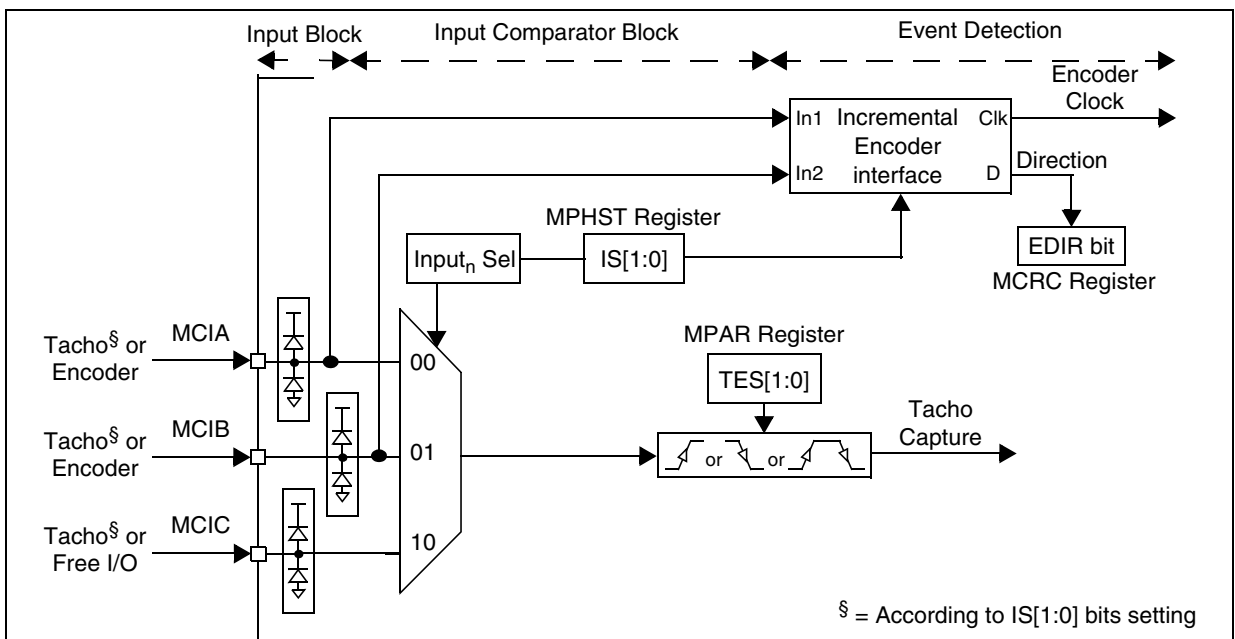 Input Block
Input Comparator Block
Event Detection
Encoder
Clock
In1
Incremental
Encoder
interface
Clk
In2
D
Direction
EDIR bit
MCRC Register
MPHST Register
Inputn Sel
IS[1:0]
Tacho§ or
Encoder
MCIA
00
MPAR Register
TES[1:0]
Tacho§ or
Encoder
MCIB
01
or
or
Tacho
Capture
Tacho§ or
Free I/O
MCIC
10
§ = According to IS[1:0] bits setting